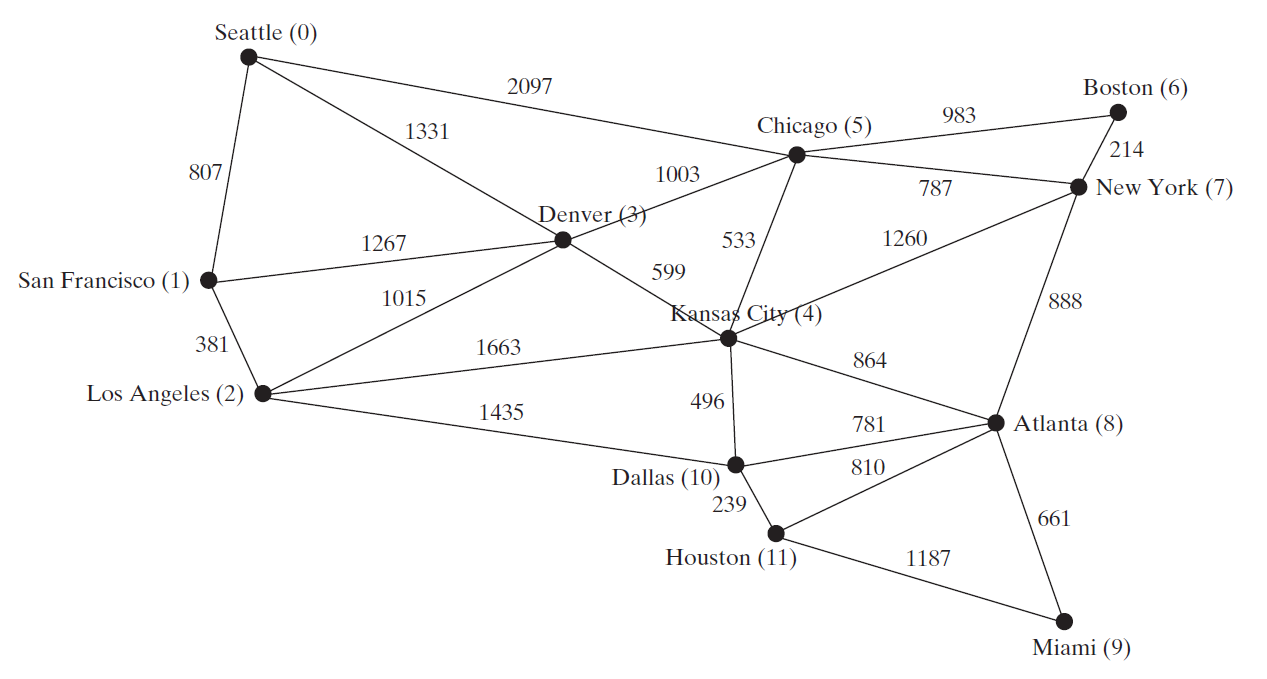 Seattle (0)
2097
Boston (6)
983
Chicago (5)
1331
214
807
1003
787
New York (7)
Denver (3)
1267
533
1260
599
San Francisco (1)
1015
888
Kansas City (4)
381
1663
864
Los Angeles (2)
496
1435
781
Atlanta (8)
810
Dallas (10)
239
661
Houston (11)
1187
Miami (9)